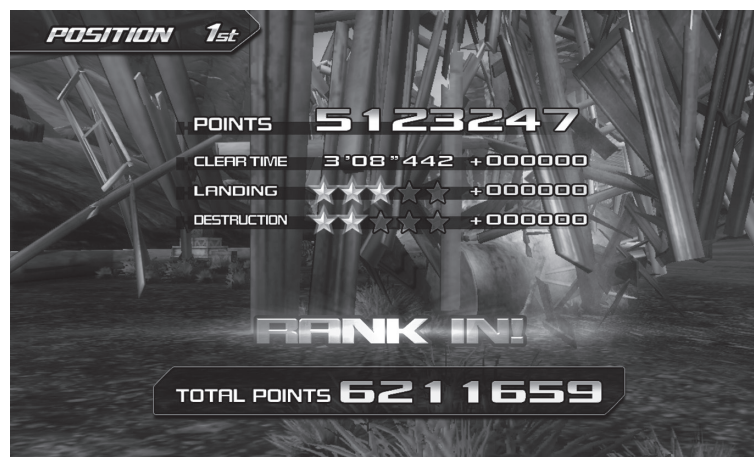 POSITION 1st
POINTS 5123247
CLEAR TIME 3'08"442 +000000
LANDING +000000
DESTRUCTION +000000
RANK IN!
TOTAL POINTS 6211659